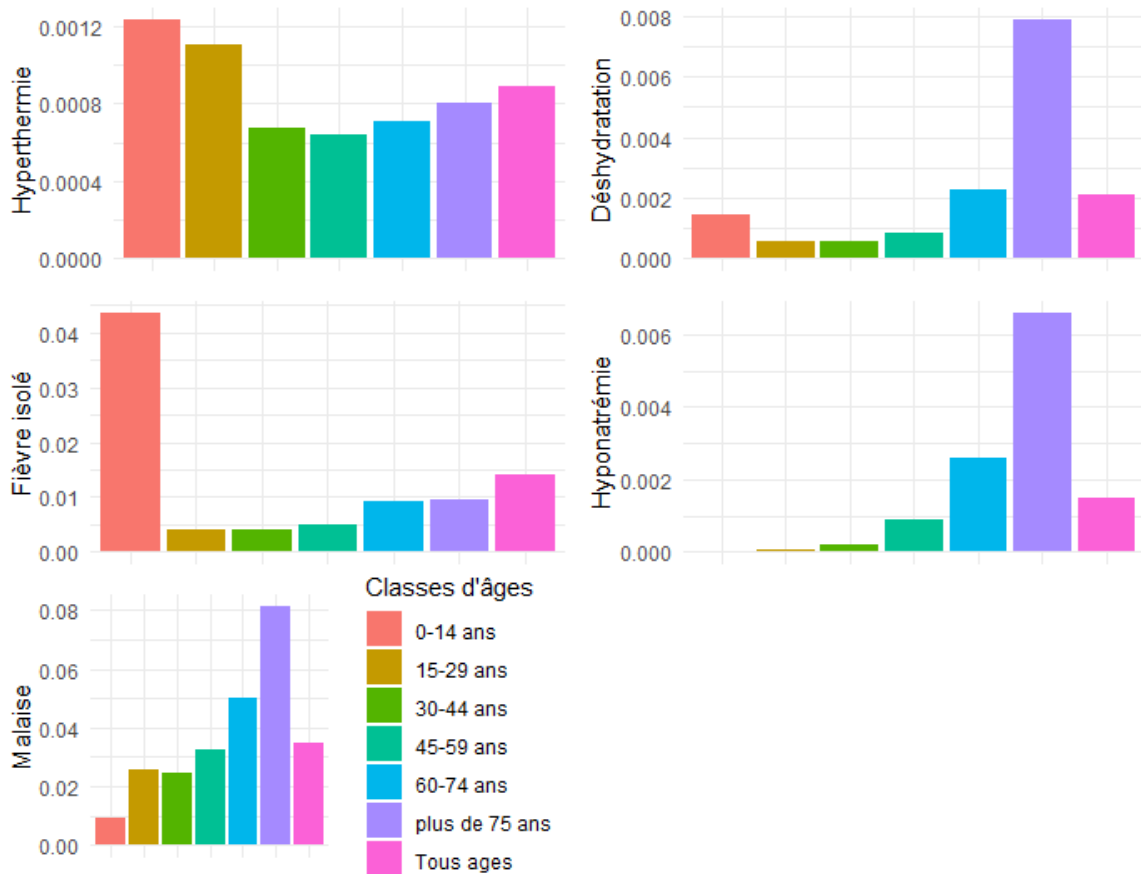 Hyperthermie
0.0012
0.0008
0.0004
0.0000
Déshydratation
0.008
0.006
0.004
0.002
0.000
Fièvre isolé
0.04
0.03
0.02
0.01
0.00
Hyponatrémie
0.006
0.004
0.002
0.000
Malaise
0.08
0.06
0.04
0.02
0.00
Classes d'âges
0-14 ans
15-29 ans
30-44 ans
45-59 ans
60-74 ans
plus de 75 ans
Tous ages